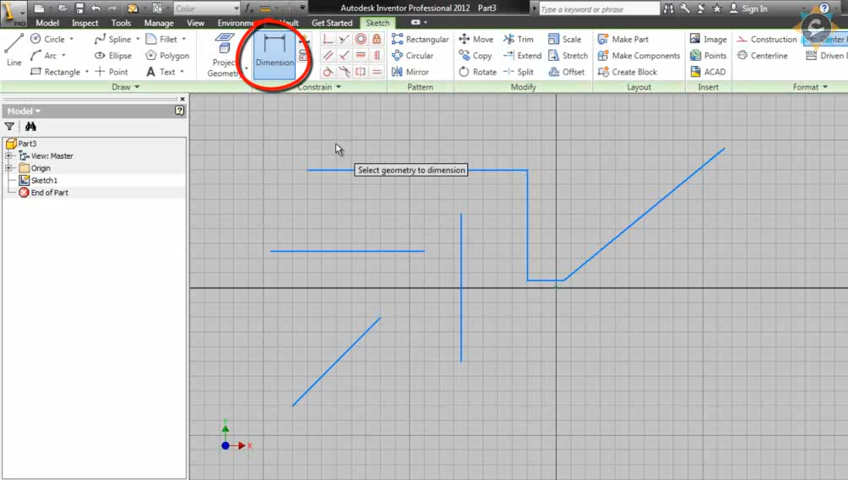 Color
Autodesk Inventor Professional 2012 Part3
Type a keyword or phrase
Sign In
PRO
Model Inspect Tools Manage View Environments Vault Get Started Sketch
Line
Circle
Arc
Rectangle
Spline
Ellipse
Point
Fillet
Text
Project
Geometry
Dimension
Rectangular
Circular
Mirror
Move
Copy
Rotate
Trim
Extend
Split
Scale
Stretch
Offset
Make Part
Make Components
Create Block
Image
Points
ACAD
Construction
Centerline
Center
Driven
Draw Constrain Pattern Modify Layout Insert Format
Model
Part3
View: Master
Origin
Sketch1
End of Part
Select geometry to dimension
X